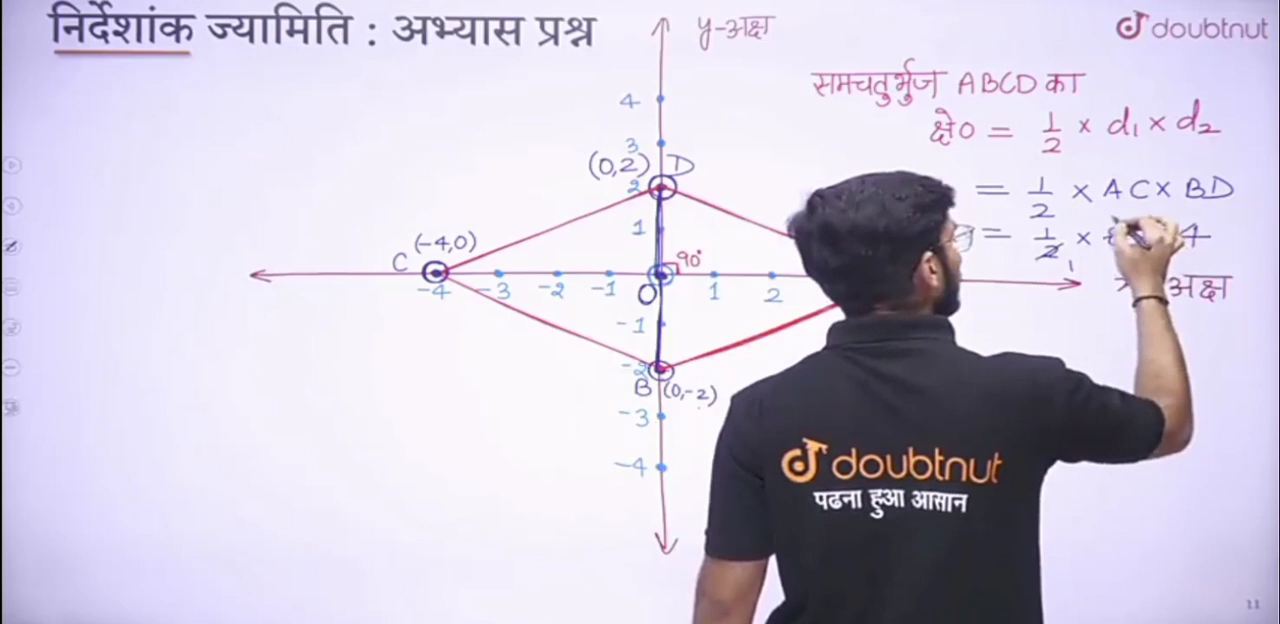 निर्देशांक ज्यामिति : अभ्यास प्रश्न
doubtnut
y-अक्ष
समचतुर्भुज ABCD का
क्षे० = 1/2 × d₁ × d₂
= 1/2 × AC × BD
= 1/2 × 4
1
4
3
(0,2) D
2
1
C (-4,0)
90°
-4 -3 -2 -1 O 1 2
अक्ष
-1
-2
B (0,-2)
-3
-4
doubtnut
पढना हुआ आसान
11